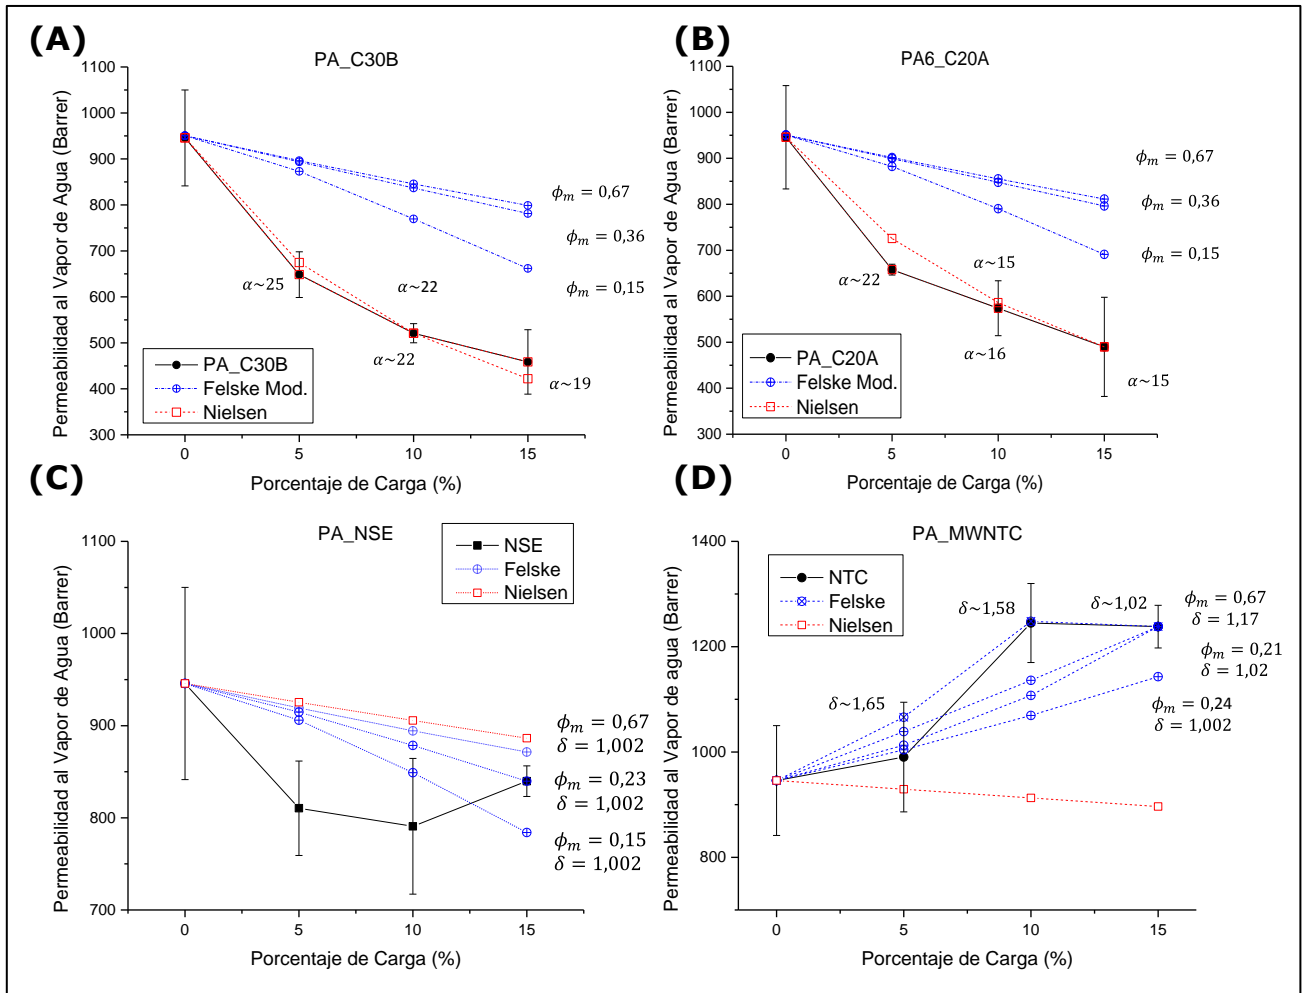 (A)
PA_C30B
Permeabilidad al Vapor de Agua (Barrer)
1100
1000
900
800
700
600
500
400
300
ϕm = 0,67
ϕm = 0,36
ϕm = 0,15
α~25
α~22
α~22
α~19
PA_C30B
Felske Mod.
Nielsen
0 5 10 15
Porcentaje de Carga (%)
(B)
PA6_C20A
Permeabilidad al Vapor de Agua (Barrer)
1100
1000
900
800
700
600
500
400
300
ϕm = 0,67
ϕm = 0,36
ϕm = 0,15
α~22
α~15
α~16
α~15
PA_C20A
Felske Mod.
Nielsen
0 5 10 15
Porcentaje de Carga (%)
(C)
PA_NSE
Permeabilidad al Vapor de Agua (Barrer)
1100
1000
900
800
700
NSE
Felske
Nielsen
ϕm = 0,67
δ = 1,002
ϕm = 0,23
δ = 1,002
ϕm = 0,15
δ = 1,002
0 5 10 15
Porcentaje de Carga (%)
(D)
PA_MWNTC
Permeabilidad al Vapor de agua (Barrer)
1400
1200
1000
800
NTC
Felske
Nielsen
δ~1,58
δ~1,02
δ~1,65
ϕm = 0,67
δ = 1,17
ϕm = 0,21
δ = 1,02
ϕm = 0,24
δ = 1,002
0 5 10 15
Porcentaje de Carga (%)